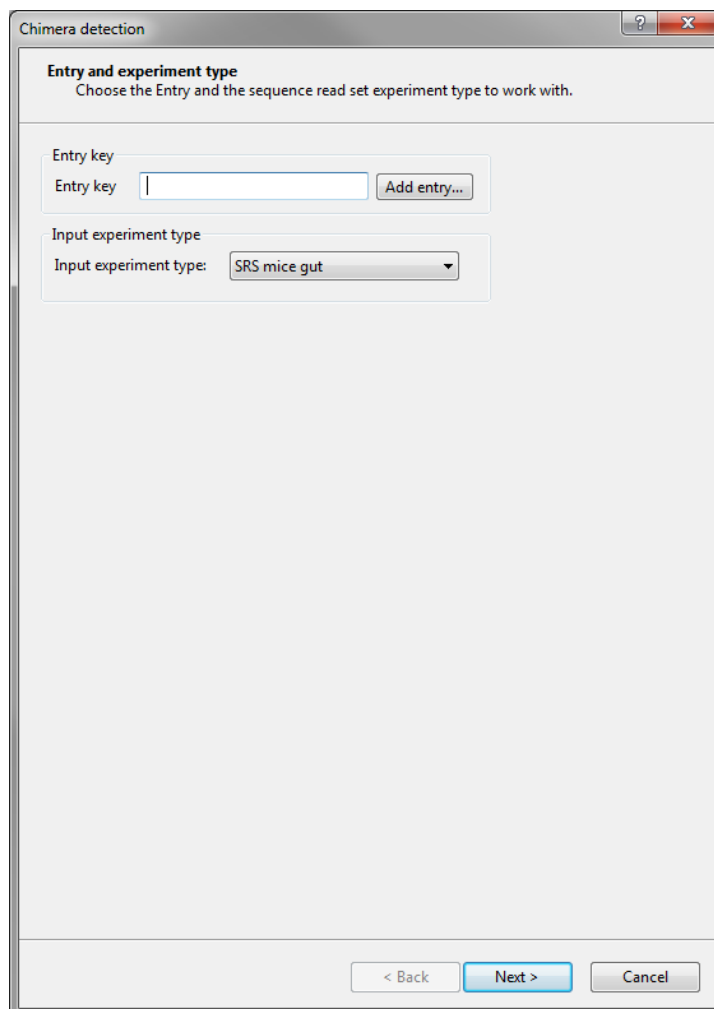 Chimera detection
Entry and experiment type
Choose the Entry and the sequence read set experiment type to work with.
Entry key
Entry key Add entry...
Input experiment type
Input experiment type: SRS mice gut
< Back Next > Cancel